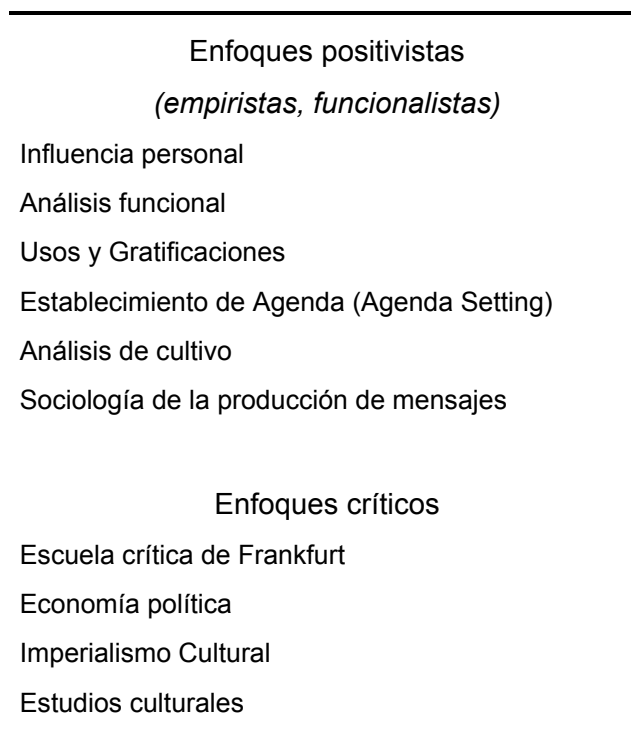 Enfoques positivistas
(empiristas, funcionalistas)
Influencia personal
Análisis funcional
Usos y Gratificaciones
Establecimiento de Agenda (Agenda Setting)
Análisis de cultivo
Sociología de la producción de mensajes
Enfoques críticos
Escuela crítica de Frankfurt
Economía política
Imperialismo Cultural
Estudios culturales